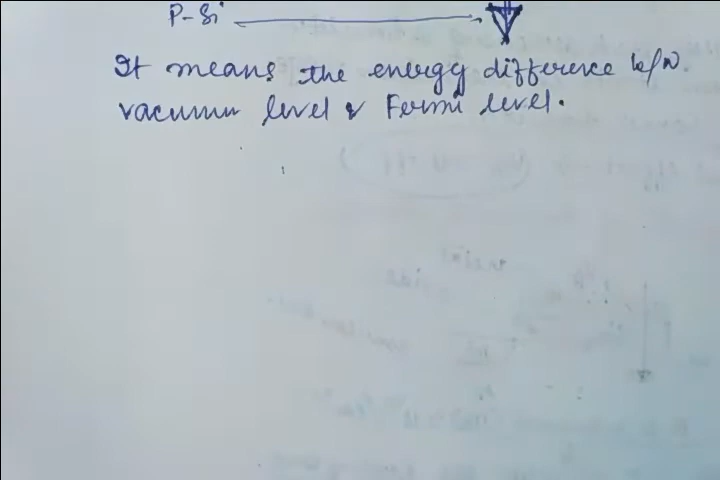 P-Si
It means the energy difference b/w.
vacuum level & Fermi level.